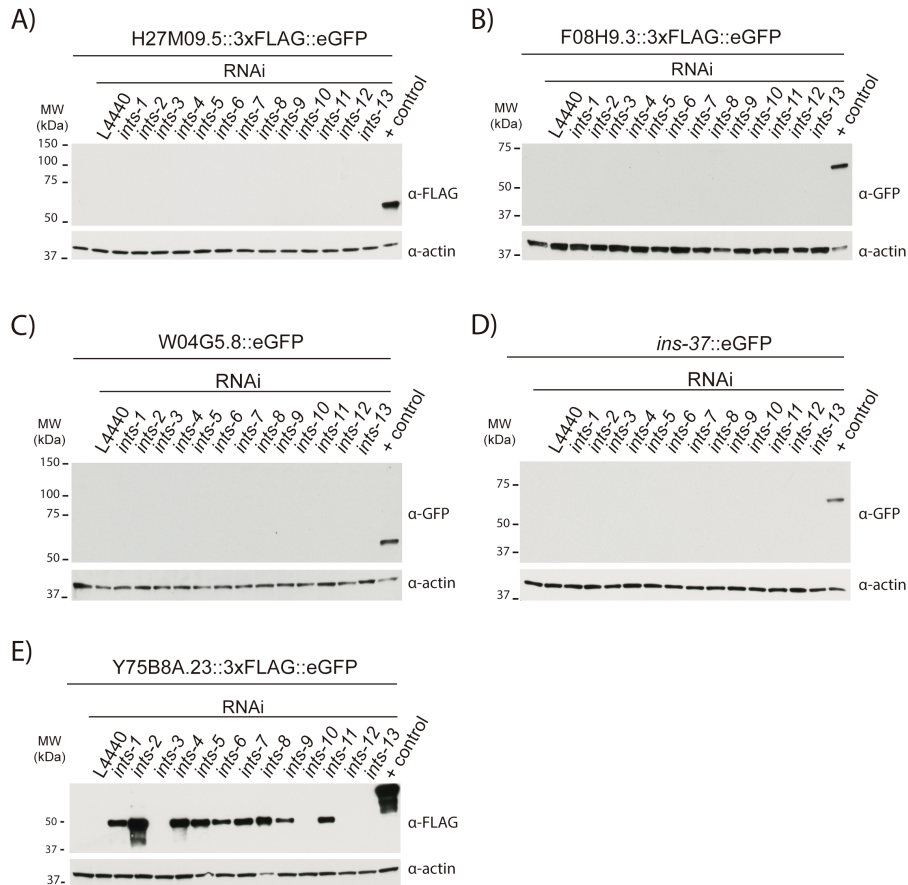 A)
H27M09.5::3xFLAG::eGFP
RNAi
MW
(kDa)
L4440
ints-1
ints-2
ints-3
ints-4
ints-5
ints-6
ints-7
ints-8
ints-9
ints-10
ints-11
ints-12
ints-13
+ control
150
100
75
50
α-FLAG
37
α-actin
B)
F08H9.3::3xFLAG::eGFP
RNAi
MW
(kDa)
L4440
ints-1
ints-2
ints-3
ints-4
ints-5
ints-6
ints-7
ints-8
ints-9
ints-10
ints-11
ints-12
ints-13
+ control
75
50
37
α-GFP
37
α-actin
C)
W04G5.8::eGFP
RNAi
MW
(kDa)
L4440
ints-1
ints-2
ints-3
ints-4
ints-5
ints-6
ints-7
ints-8
ints-9
ints-10
ints-11
ints-12
ints-13
+ control
150
100
75
50
α-GFP
37
α-actin
D)
ins-37::eGFP
RNAi
MW
(kDa)
L4440
ints-1
ints-2
ints-3
ints-4
ints-5
ints-6
ints-7
ints-8
ints-9
ints-10
ints-11
ints-12
ints-13
+ control
75
50
37
α-GFP
37
α-actin
E)
Y75B8A.23::3xFLAG::eGFP
RNAi
MW
(kDa)
L4440
ints-1
ints-2
ints-3
ints-4
ints-5
ints-6
ints-7
ints-8
ints-9
ints-10
ints-11
ints-12
ints-13
+ control
50
37
α-FLAG
37
α-actin